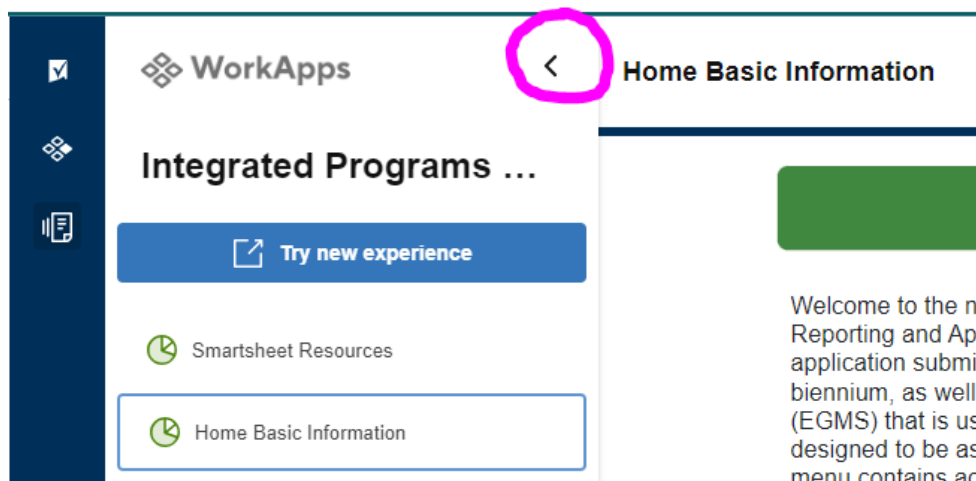 WorkApps
Home Basic Information
Integrated Programs ...
Try new experience
Smartsheet Resources
Home Basic Information
Welcome to the n
Reporting and Ap
application submi
biennium, as well
(EGMS) that is us
designed to be as
menu contains ac